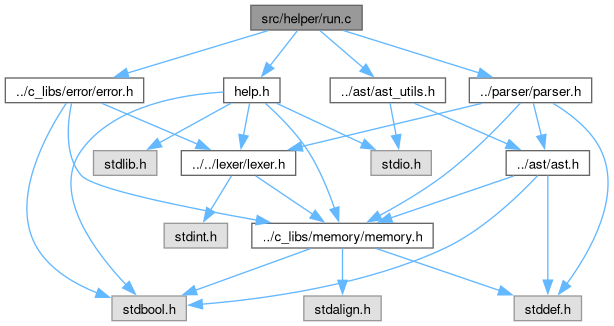 src/helper/run.c
../c_libs/error/error.h
help.h
../ast/ast_utils.h
../parser/parser.h
stdlib.h
../../lexer/lexer.h
stdio.h
../ast/ast.h
stdint.h
../c_libs/memory/memory.h
stdbool.h
stdalign.h
stddef.h